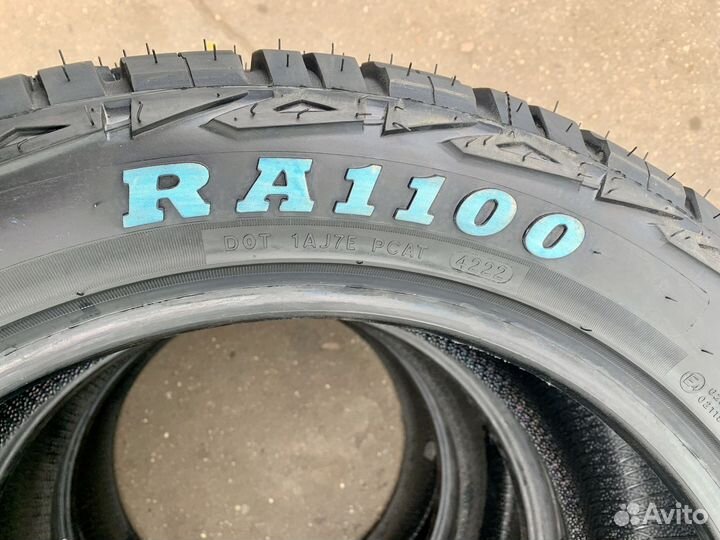 RA1100
DOT 1AJ7E PCAT 4222
E
Avito